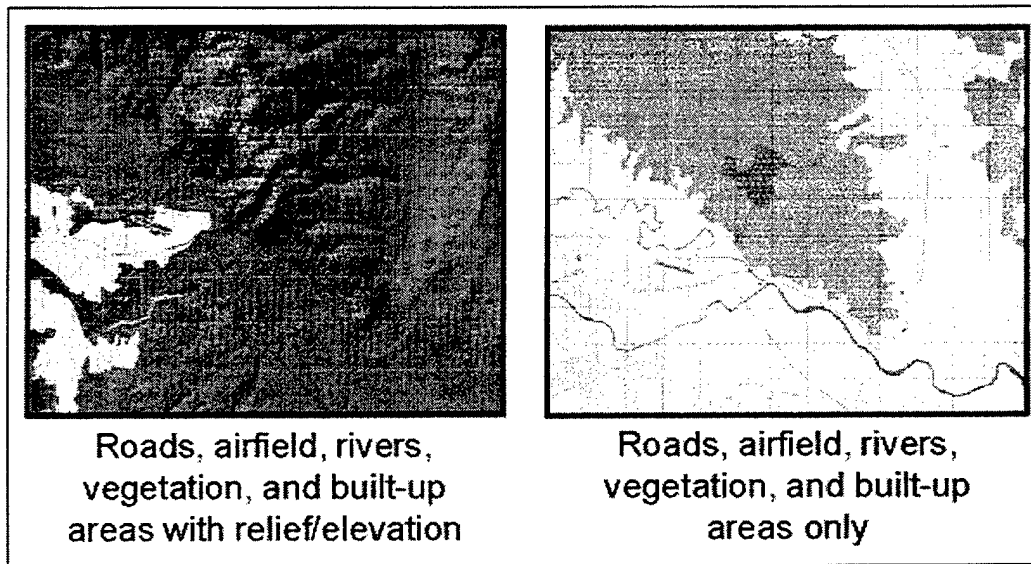 Roads, airfield, rivers,
vegetation, and built-up
areas with relief/elevation
Roads, airfield, rivers,
vegetation, and built-up
areas only